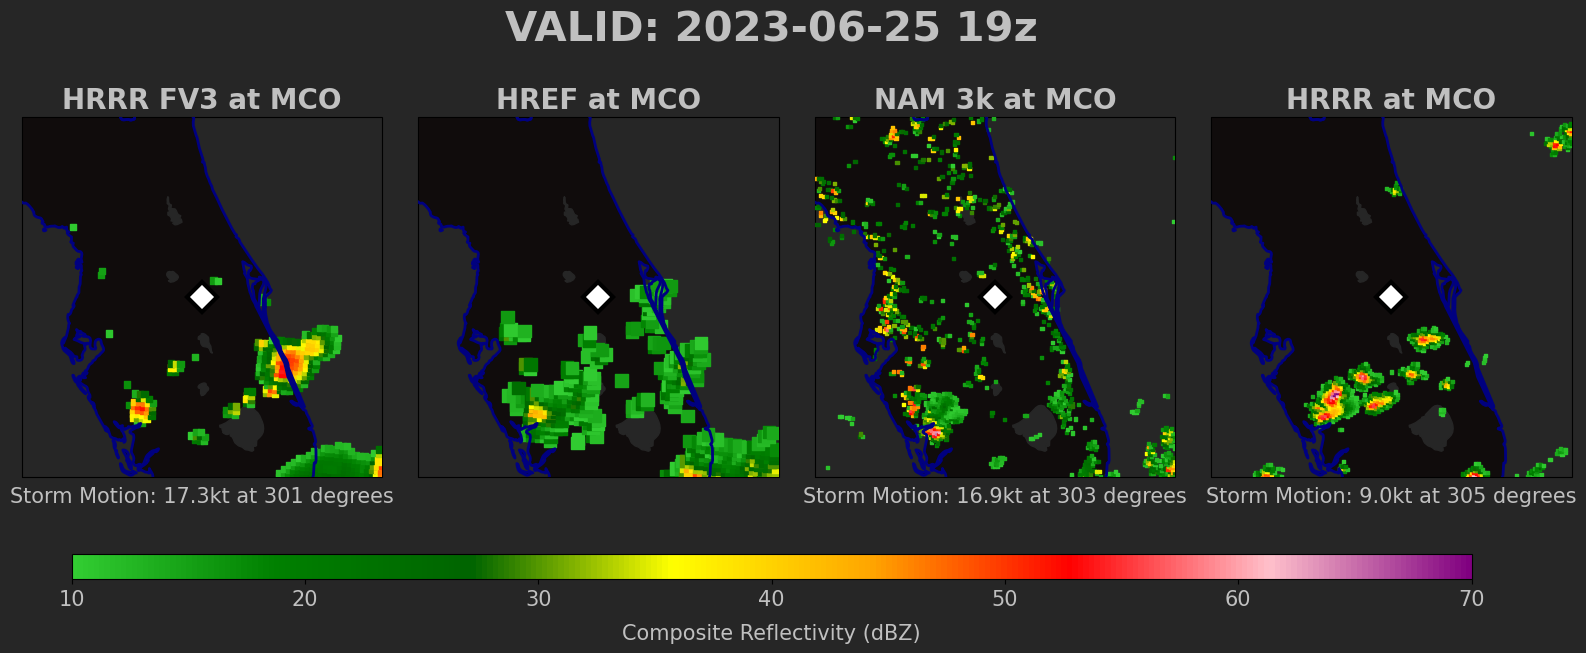 VALID: 2023-06-25 19z
HRRR FV3 at MCO
HREF at MCO
NAM 3k at MCO
HRRR at MCO
Storm Motion: 17.3kt at 301 degrees
Storm Motion: 16.9kt at 303 degrees
Storm Motion: 9.0kt at 305 degrees
10 20 30 40 50 60 70
Composite Reflectivity (dBZ)